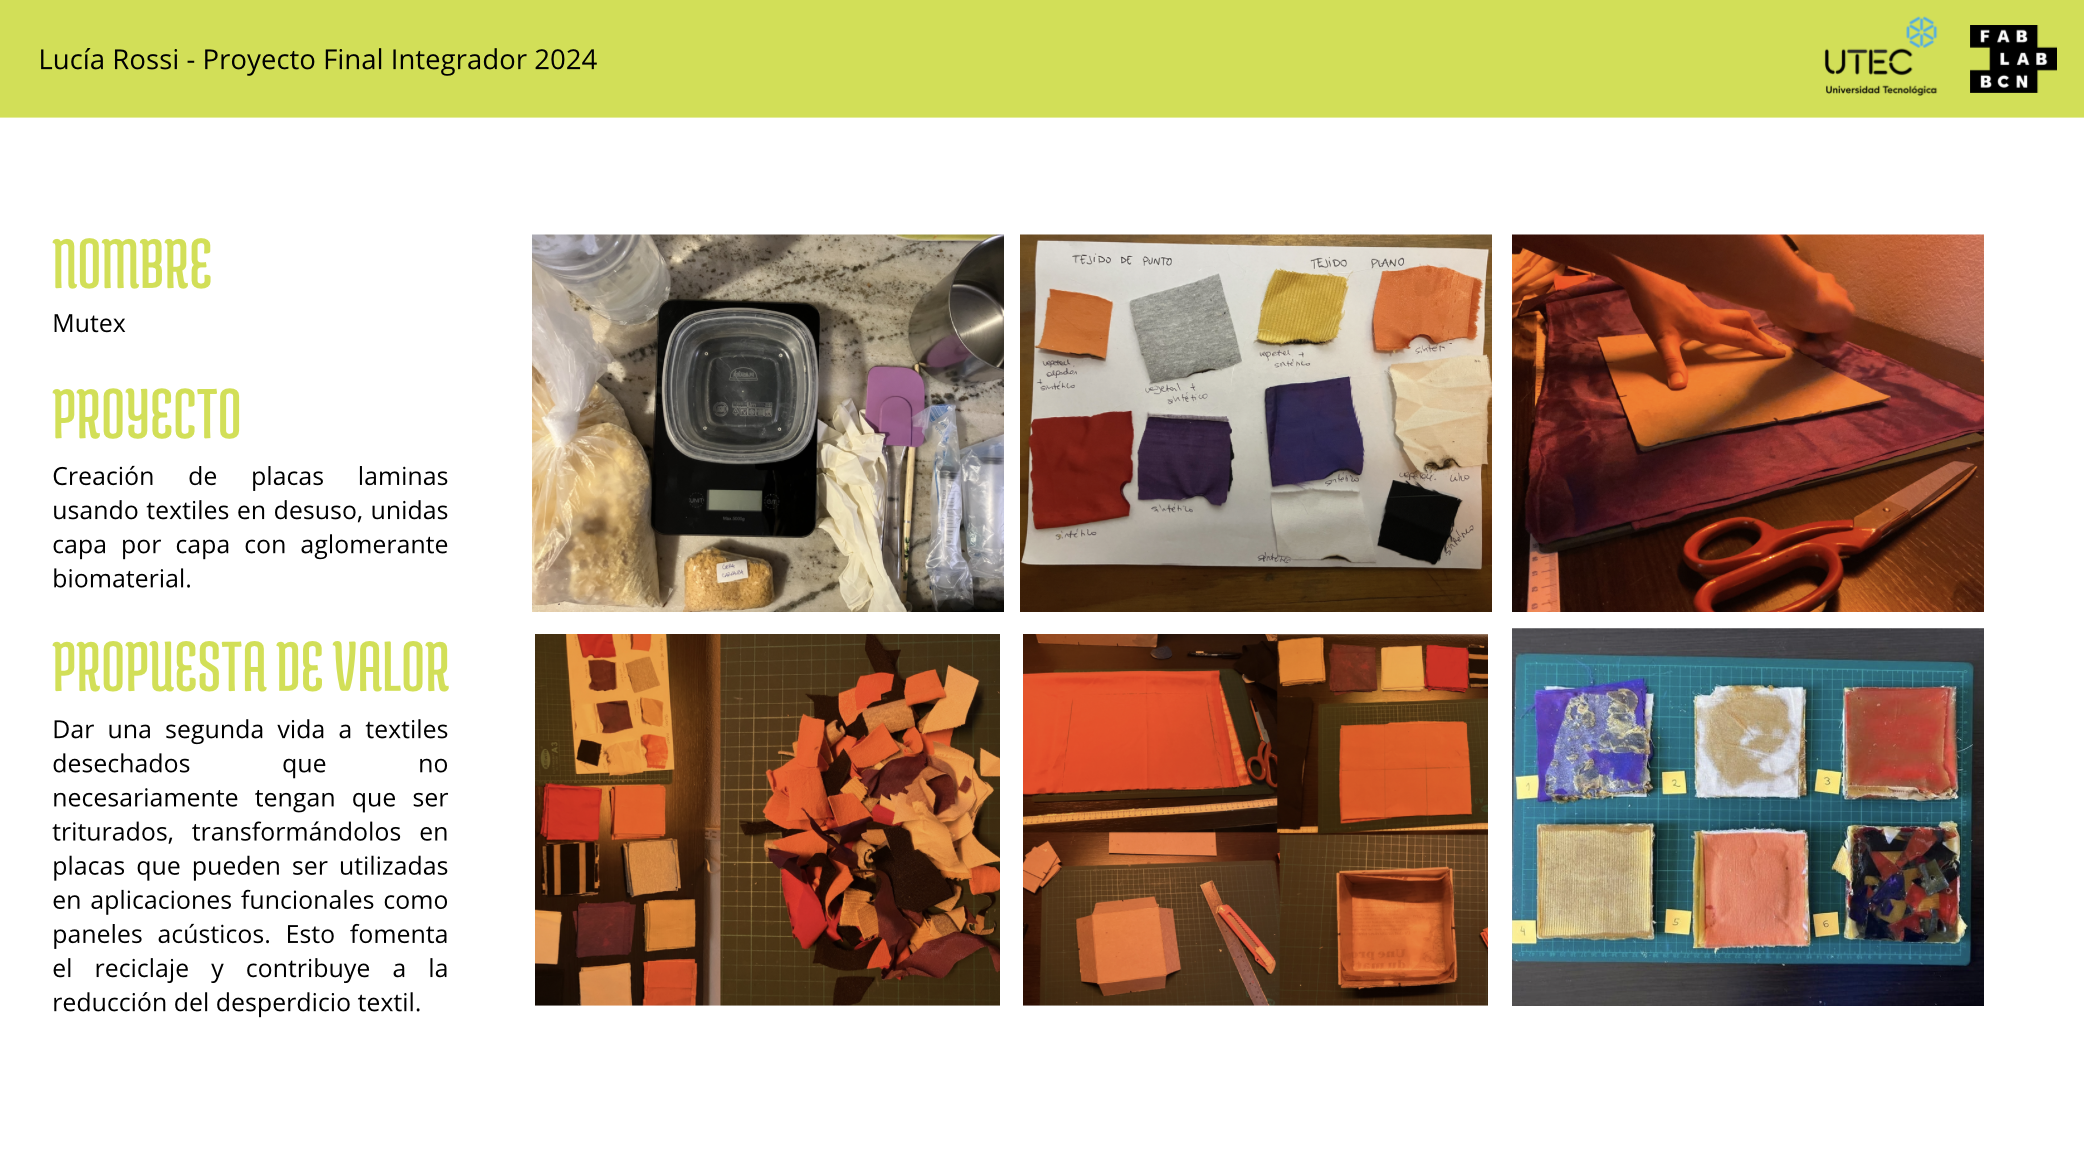 Lucía Rossi - Proyecto Final Integrador 2024
UTEC
Universidad Tecnológica
FAB
LAB
BCN
NOMBRE
Mutex
PROYECTO
Creación de placas laminas
usando textiles en desuso, unidas
capa por capa con aglomerante
biomaterial.
PROPUESTA DE VALOR
Dar una segunda vida a textiles
desechados que no
necesariamente tengan que ser
triturados, transformándolos en
placas que pueden ser utilizadas
en aplicaciones funcionales como
paneles acústicos. Esto fomenta
el reciclaje y contribuye a la
reducción del desperdicio textil.
TEJIDO DE PUNTO
TEJIDO PLANO
vegetal +
sintético
vegetal +
sintético
sintético
sintético
sintético
1
2
3
4
5
6